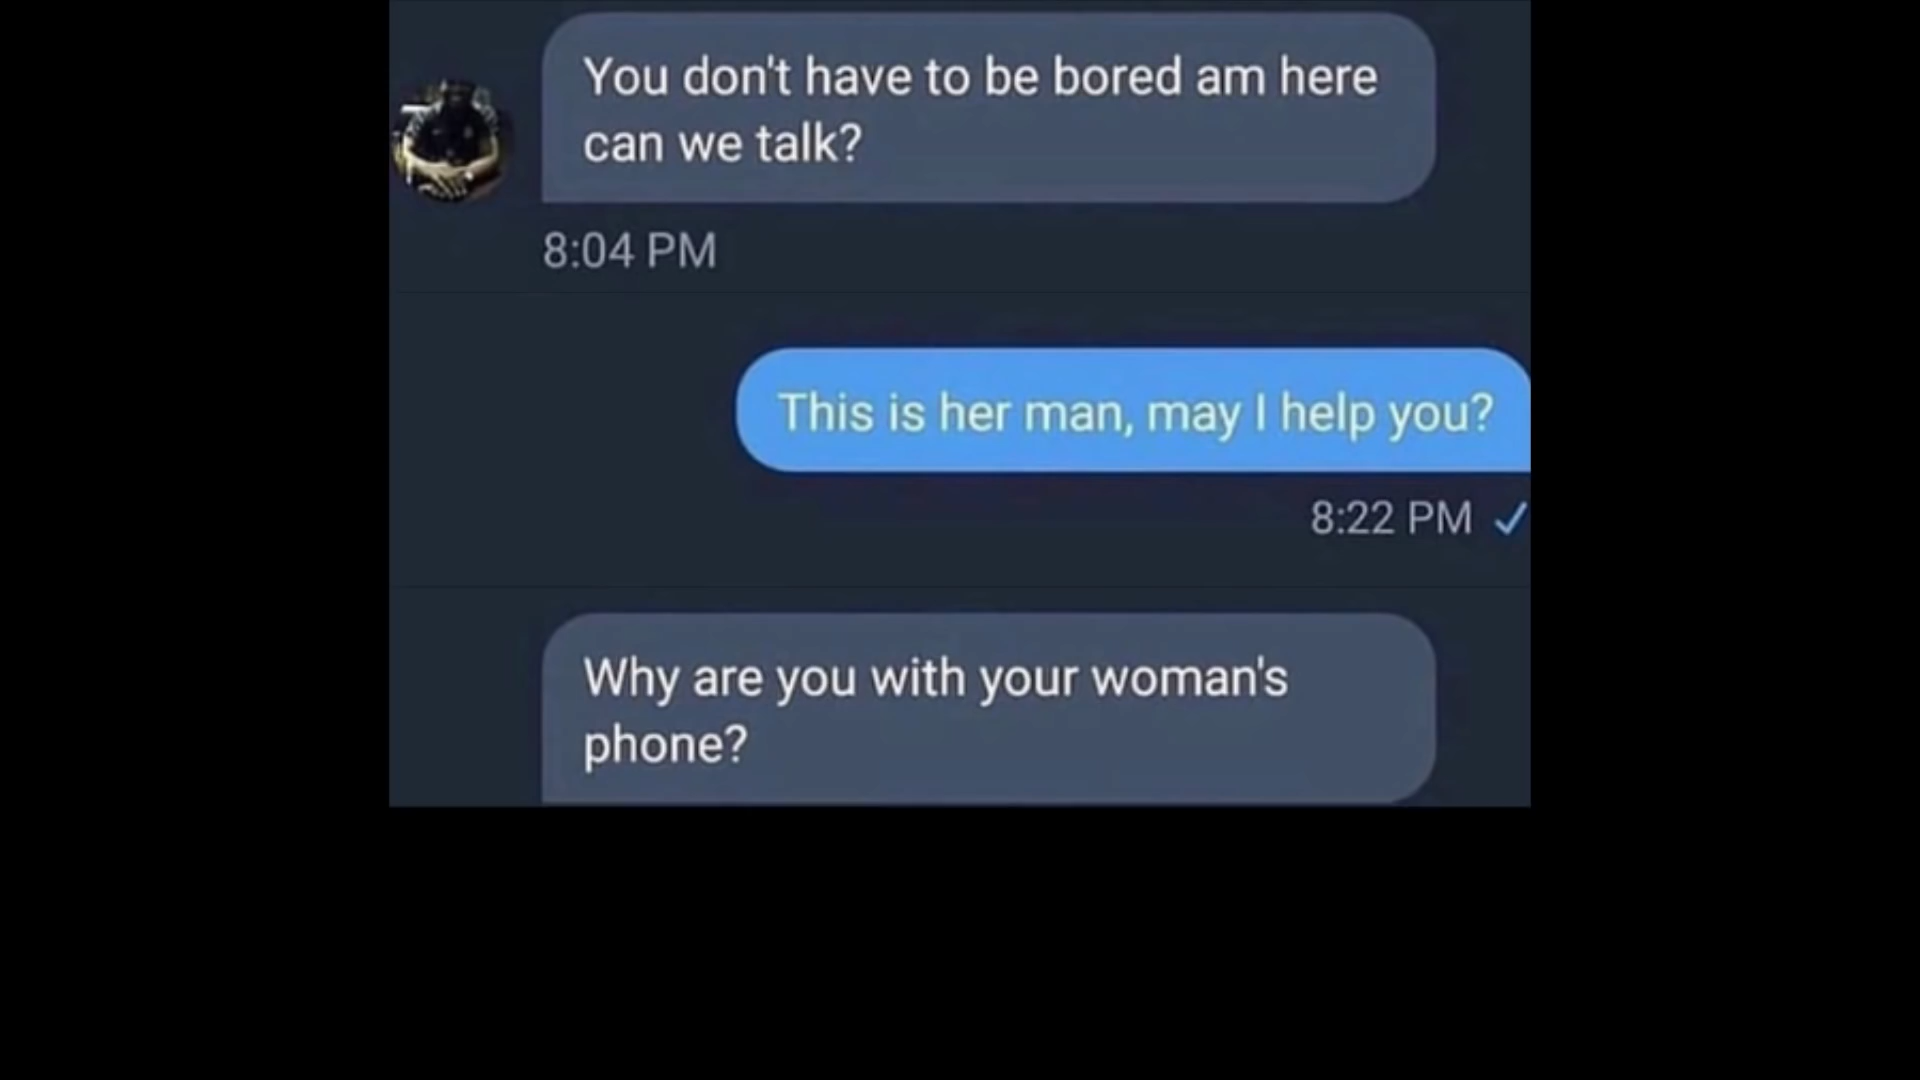 You don't have to be bored am here
can we talk?
8:04 PM
This is her man, may I help you?
8:22 PM
Why are you with your woman's
phone?